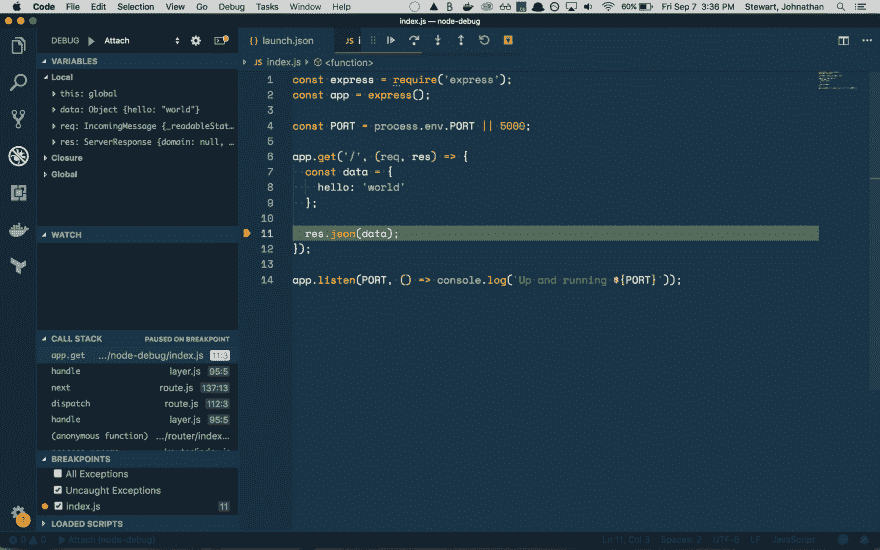 Code File Edit Selection View Go Debug Tasks Window Help 60% Fri Sep 7 3:36 PM Stewart, Johnathan
index.js — node-debug
DEBUG Attach
{ } launch.json
JS i
JS index.js › <function>
VARIABLES
Local
this: global
data: Object {hello: "world"}
req: IncomingMessage {_readableStat…
res: ServerResponse {domain: null, …
Closure
Global
WATCH
CALL STACK PAUSED ON BREAKPOINT
app.get …/node-debug/index.js 11:3
handle layer.js 95:5
next route.js 137:13
dispatch route.js 112:3
handle layer.js 95:5
(anonymous function) …/router/index…
BREAKPOINTS
All Exceptions
Uncaught Exceptions
index.js 11
LOADED SCRIPTS
1 const express = require('express');
2 const app = express();
3
4 const PORT = process.env.PORT || 5000;
5
6 app.get('/', (req, res) => {
7 const data = {
8 hello: 'world'
9 };
10
11 res.json(data);
12 });
13
14 app.listen(PORT, () => console.log(`Up and running ${PORT}`));
0 0 Attach (node-debug) Ln 11, Col 3 Spaces: 2 UTF-8 LF JavaScript